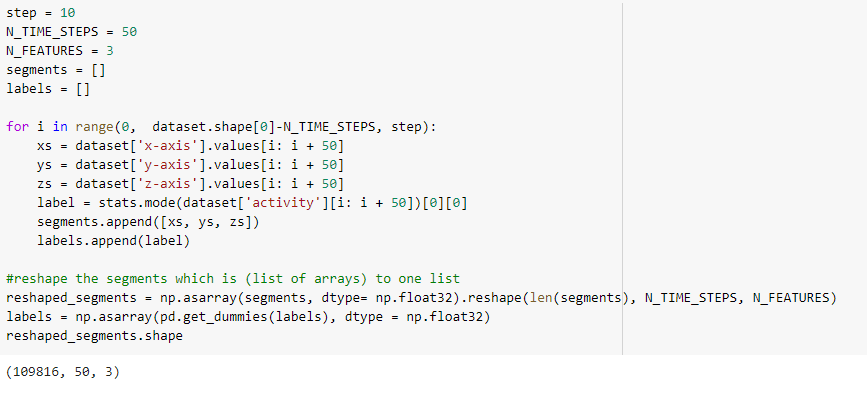 step = 10
N_TIME_STEPS = 50
N_FEATURES = 3
segments = []
labels = []
for i in range(0,  dataset.shape[0]-N_TIME_STEPS, step):
    xs = dataset['x-axis'].values[i: i + 50]
    ys = dataset['y-axis'].values[i: i + 50]
    zs = dataset['z-axis'].values[i: i + 50]
    label = stats.mode(dataset['activity'][i: i + 50])[0][0]
    segments.append([xs, ys, zs])
    labels.append(label)
#reshape the segments which is (list of arrays) to one list
reshaped_segments = np.asarray(segments, dtype= np.float32).reshape(len(segments), N_TIME_STEPS, N_FEATURES)
labels = np.asarray(pd.get_dummies(labels), dtype = np.float32)
reshaped_segments.shape
(109816, 50, 3)